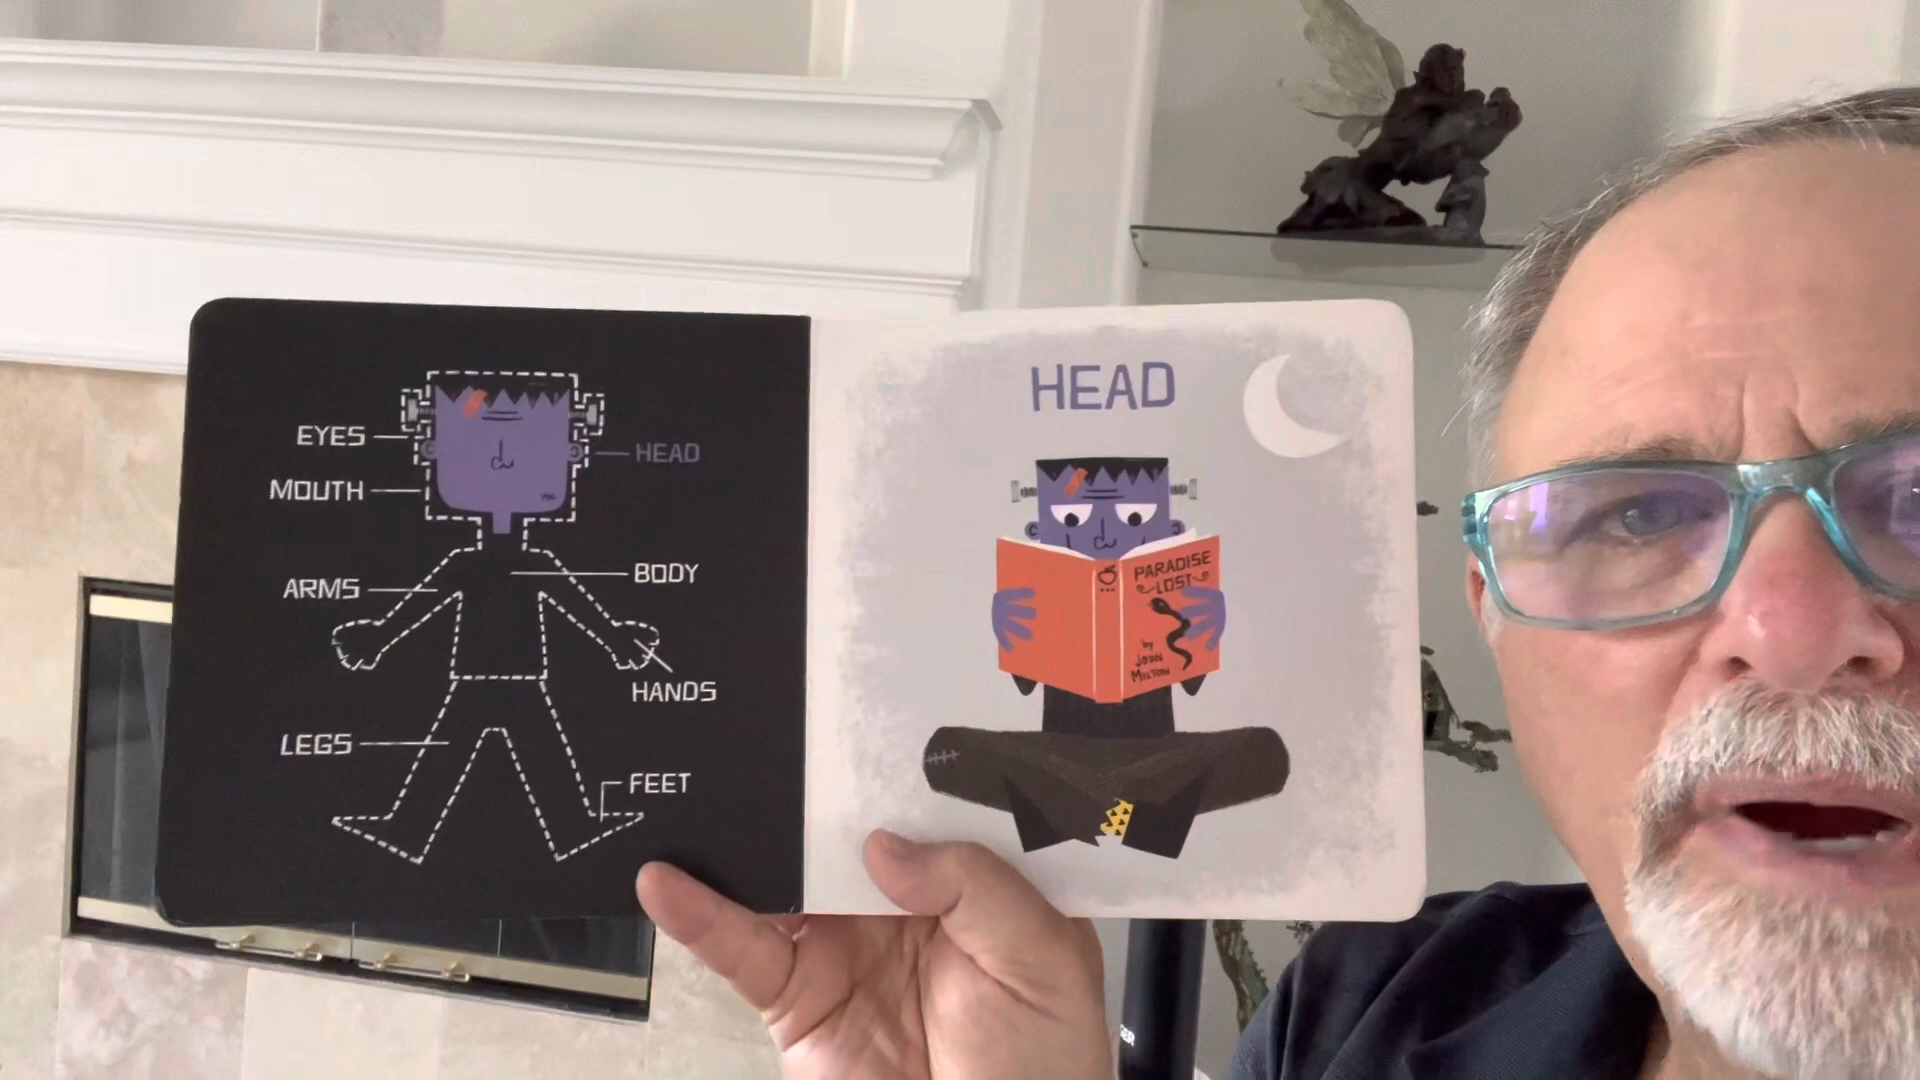 EYES
HEAD
MOUTH
ARMS
BODY
HANDS
LEGS
FEET
HEAD
PARADISE
LOST
by
JOHN
MILTON